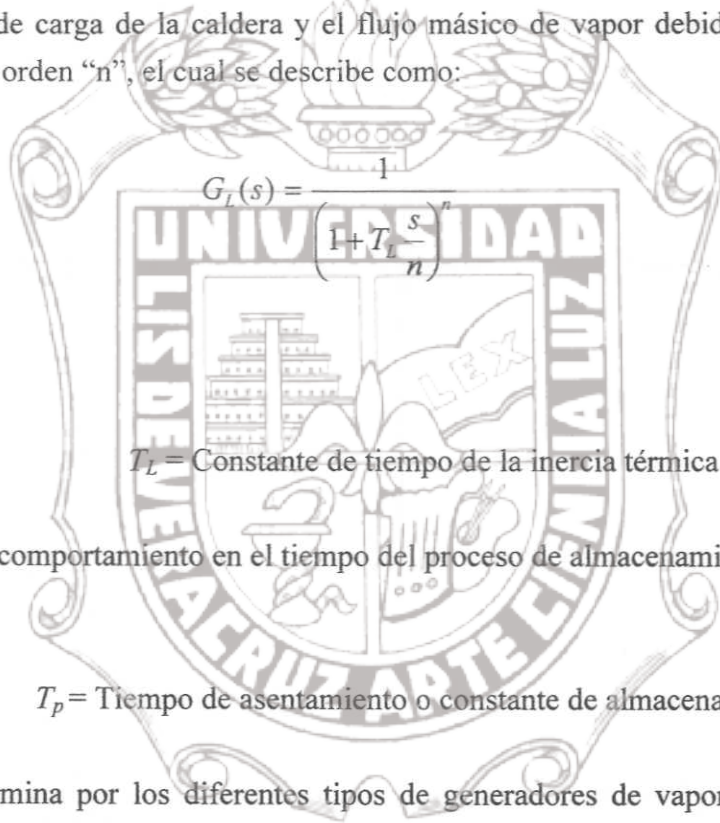 de carga de la caldera y el flujo másico de vapor debid
orden “n”, el cual se describe como:
G_L(s) = 1 / (1 + T_L s/n)^n
UNIVERSIDAD
LIS DE VERACRUZ ARTE CIENCIA LUZ
LEX
T_L = Constante de tiempo de la inercia térmica
comportamiento en el tiempo del proceso de almacenami
T_p = Tiempo de asentamiento o constante de almacena
mina por los diferentes tipos de generadores de vapor